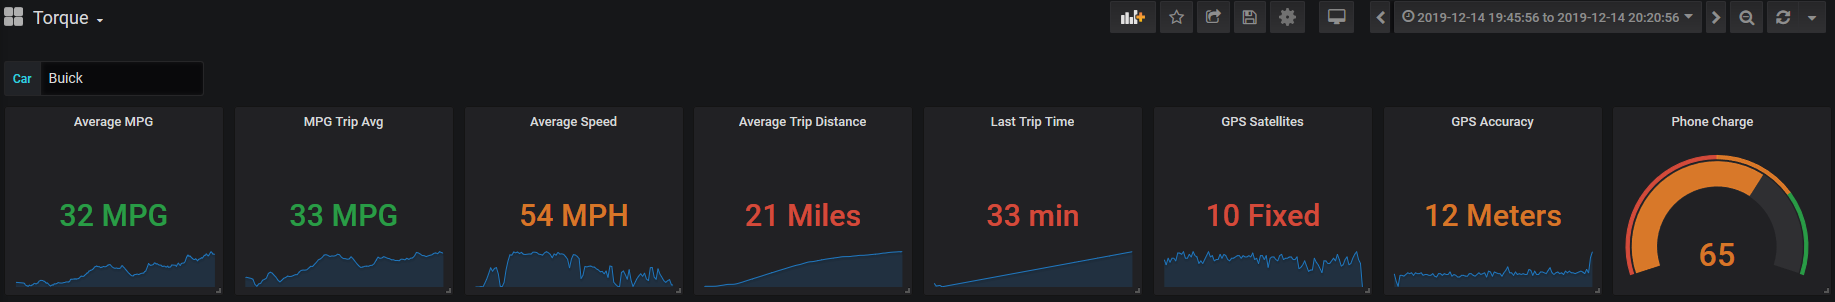 Torque
2019-12-14 19:45:56 to 2019-12-14 20:20:56
Car Buick
Average MPG
32 MPG
MPG Trip Avg
33 MPG
Average Speed
54 MPH
Average Trip Distance
21 Miles
Last Trip Time
33 min
GPS Satellites
10 Fixed
GPS Accuracy
12 Meters
Phone Charge
65